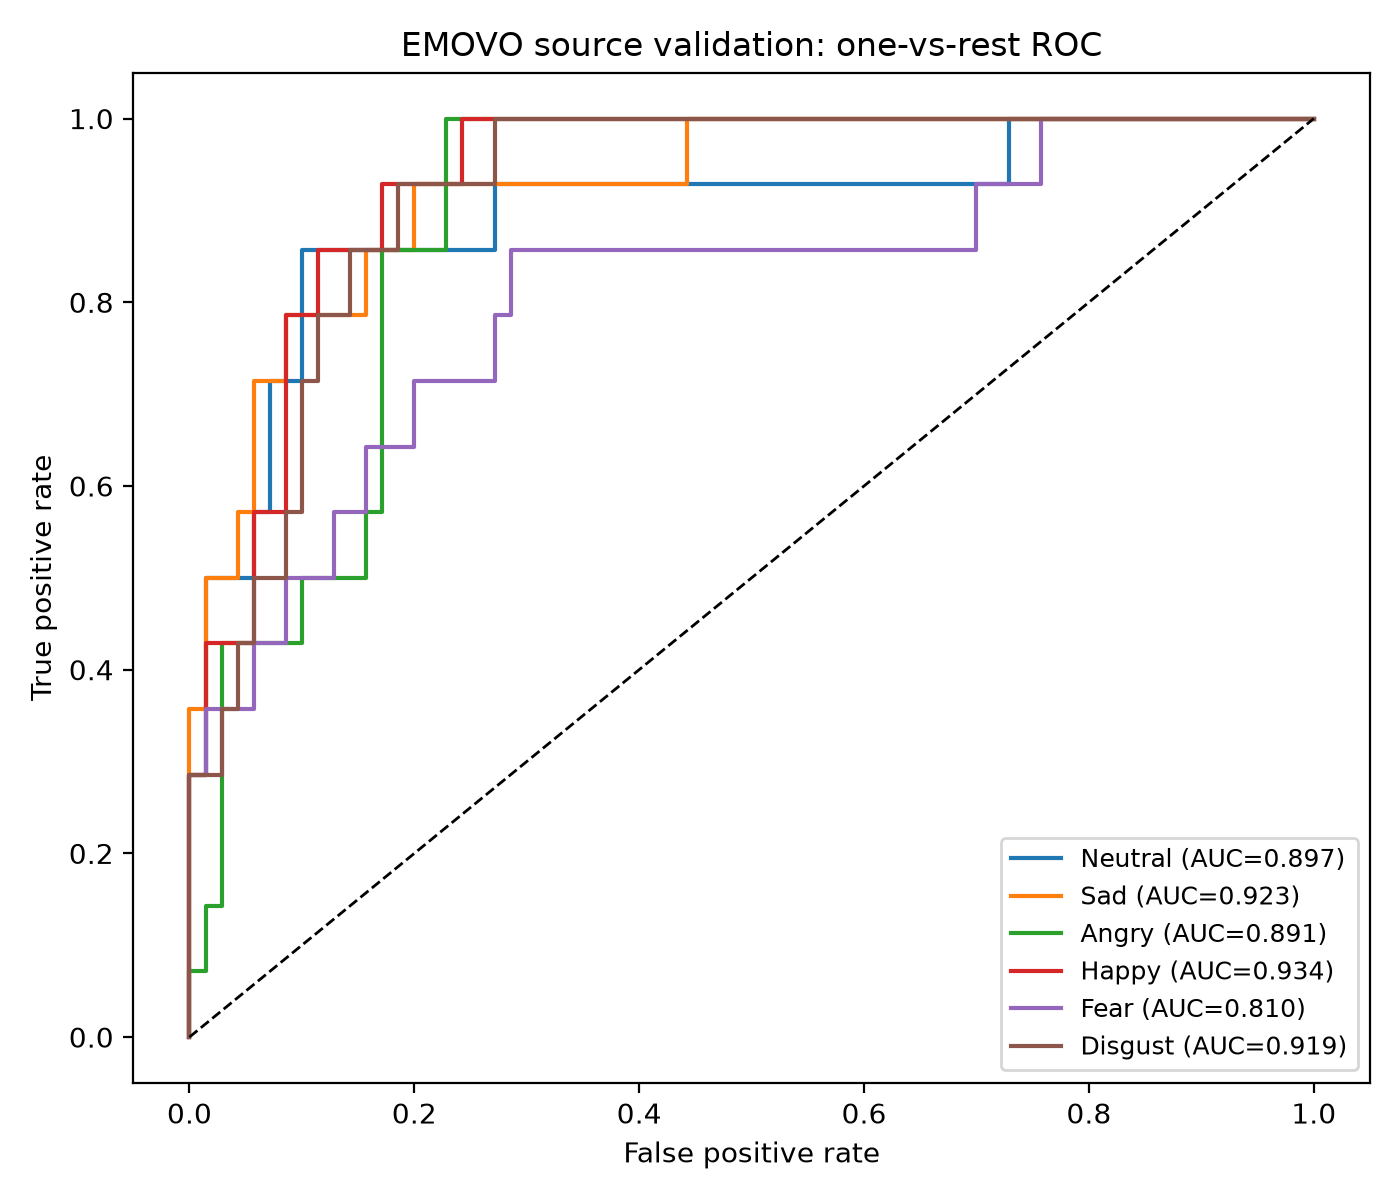 EMOVO source validation: one-vs-rest ROC
True positive rate
1.0
0.8
0.6
0.4
0.2
0.0
0.0 0.2 0.4 0.6 0.8 1.0
False positive rate
Neutral (AUC=0.897)
Sad (AUC=0.923)
Angry (AUC=0.891)
Happy (AUC=0.934)
Fear (AUC=0.810)
Disgust (AUC=0.919)